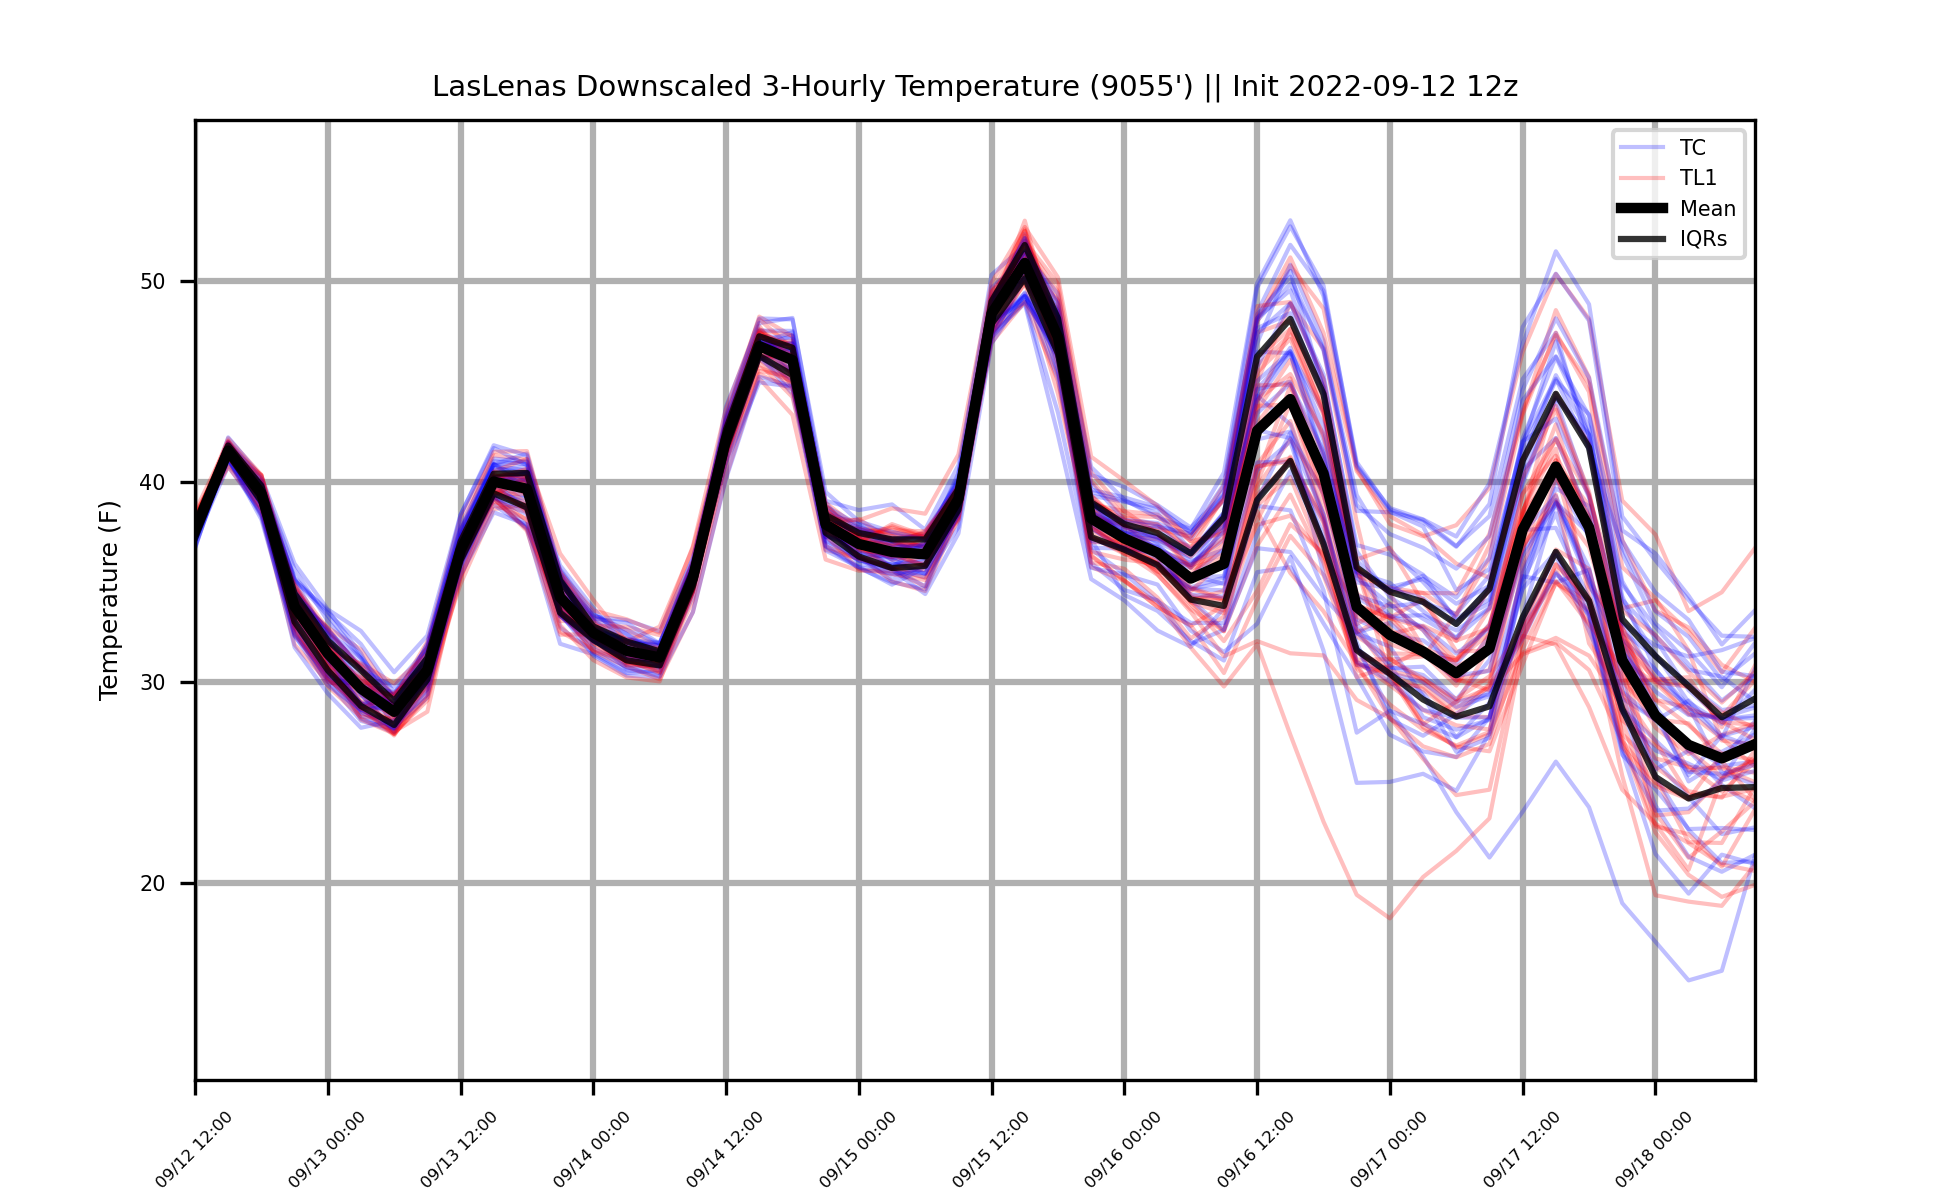 LasLenas Downscaled 3-Hourly Temperature (9055') || Init 2022-09-12 12z
TC
TL1
Mean
IQRs
Temperature (F)
50
40
30
20
09/12 12:00
09/13 00:00
09/13 12:00
09/14 00:00
09/14 12:00
09/15 00:00
09/15 12:00
09/16 00:00
09/16 12:00
09/17 00:00
09/17 12:00
09/18 00:00